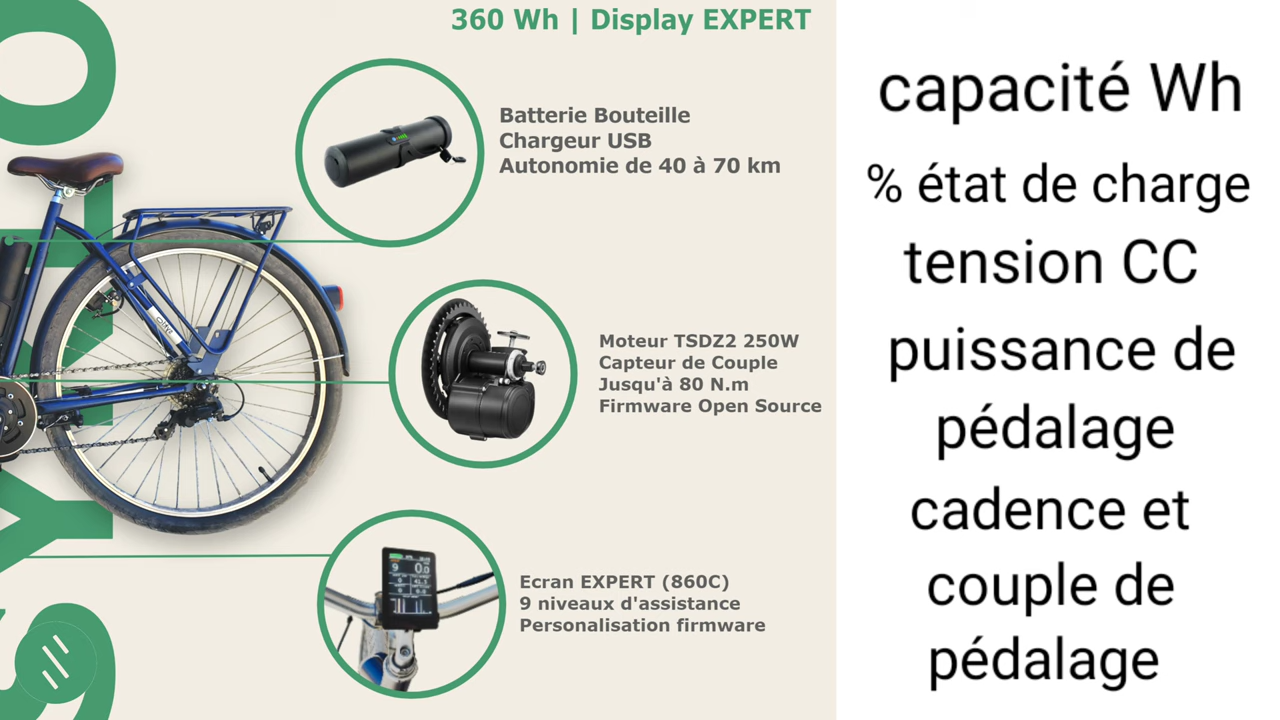 360 Wh | Display EXPERT
Batterie Bouteille
Chargeur USB
Autonomie de 40 à 70 km
Moteur TSDZ2 250W
Capteur de Couple
Jusqu'à 80 N.m
Firmware Open Source
Ecran EXPERT (860C)
9 niveaux d'assistance
Personalisation firmware
capacité Wh
% état de charge
tension CC
puissance de
pédalage
cadence et
couple de
pédalage